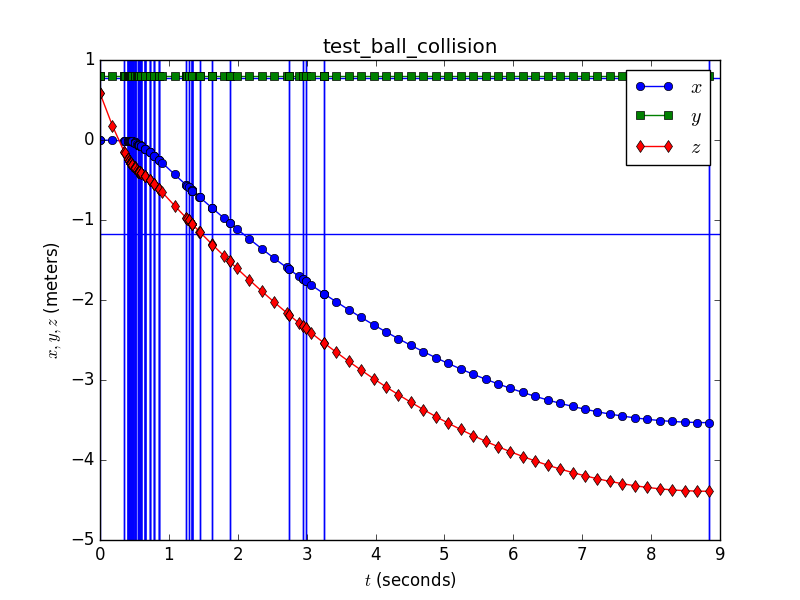 test_ball_collision
1
0
−1
−2
−3
−4
−5
x, y, z (meters)
x
y
z
0 1 2 3 4 5 6 7 8 9
t (seconds)